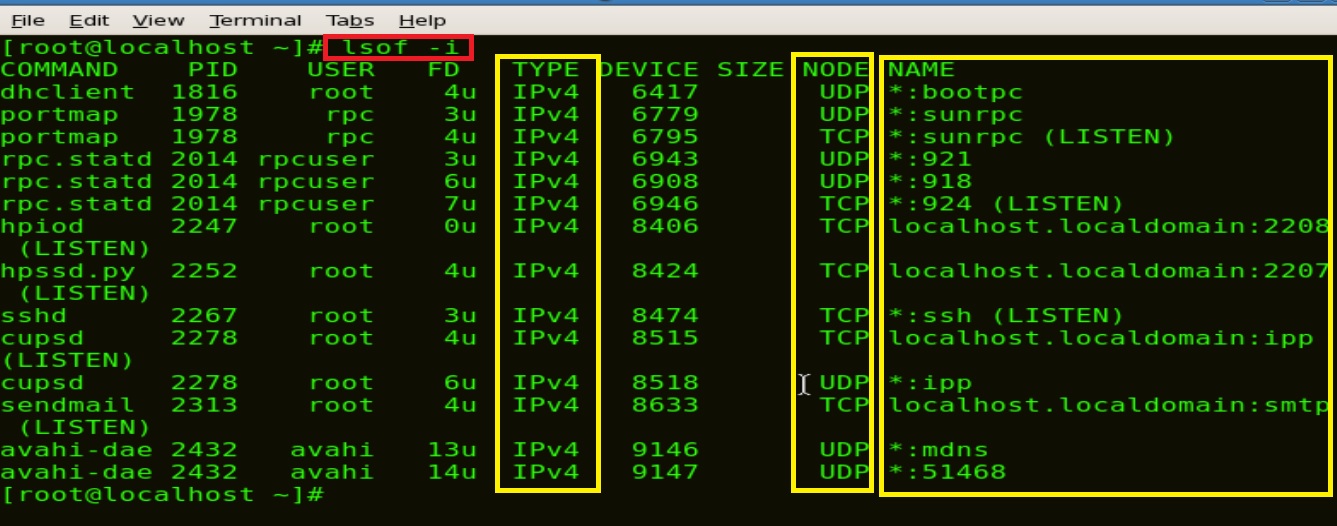 File Edit View Terminal Tabs Help
[root@localhost ~]# lsof -i
COMMAND PID USER FD TYPE DEVICE SIZE NODE NAME
dhclient 1816 root 4u IPv4 6417 UDP *:bootpc
portmap 1978 rpc 3u IPv4 6779 UDP *:sunrpc
portmap 1978 rpc 4u IPv4 6795 TCP *:sunrpc (LISTEN)
rpc.statd 2014 rpcuser 3u IPv4 6943 UDP *:921
rpc.statd 2014 rpcuser 6u IPv4 6908 UDP *:918
rpc.statd 2014 rpcuser 7u IPv4 6946 TCP *:924 (LISTEN)
hpiod 2247 root 0u IPv4 8406 TCP localhost.localdomain:2208
(LISTEN)
hpssd.py 2252 root 4u IPv4 8424 TCP localhost.localdomain:2207
(LISTEN)
sshd 2267 root 3u IPv4 8474 TCP *:ssh (LISTEN)
cupsd 2278 root 4u IPv4 8515 TCP localhost.localdomain:ipp
(LISTEN)
cupsd 2278 root 6u IPv4 8518 UDP *:ipp
sendmail 2313 root 4u IPv4 8633 TCP localhost.localdomain:smtp
(LISTEN)
avahi-dae 2432 avahi 13u IPv4 9146 UDP *:mdns
avahi-dae 2432 avahi 14u IPv4 9147 UDP *:51468
[root@localhost ~]#